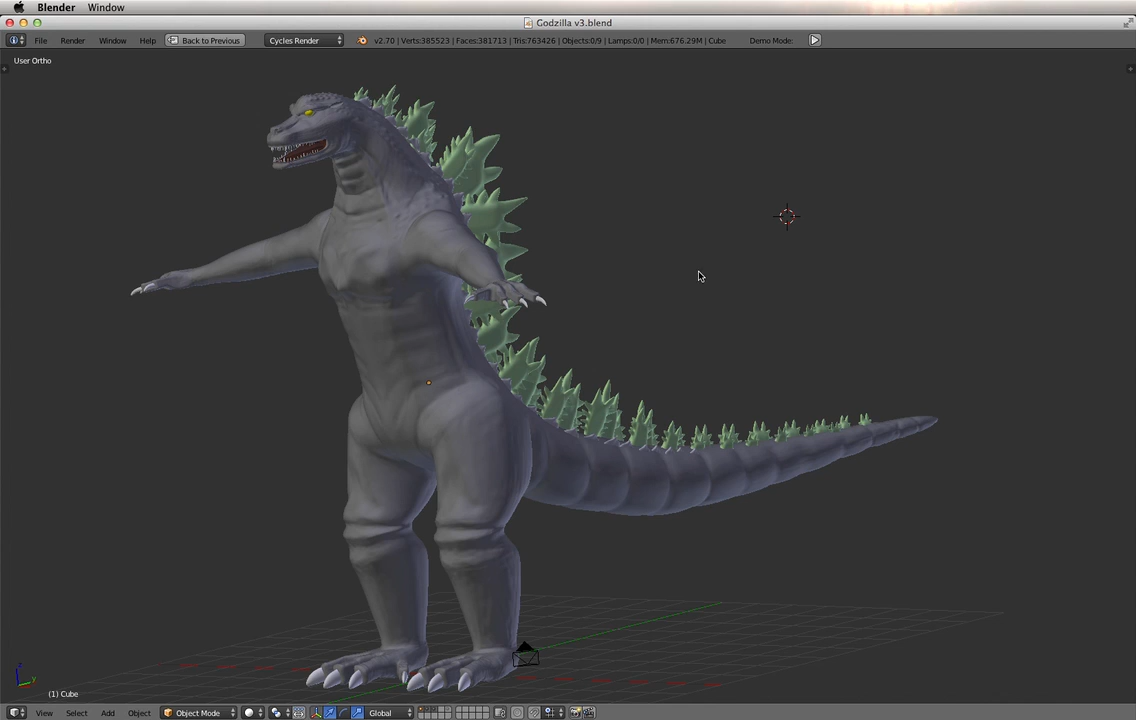 Blender Window
Godzilla v3.blend
File Render Window Help Back to Previous Cycles Render v2.70 | Verts:385523 | Faces:381713 | Tris:763426 | Objects:0/9 | Lamps:0/0 | Mem:676.29M | Cube Demo Mode:
User Ortho
z
y
(1) Cube
View Select Add Object Object Mode Global